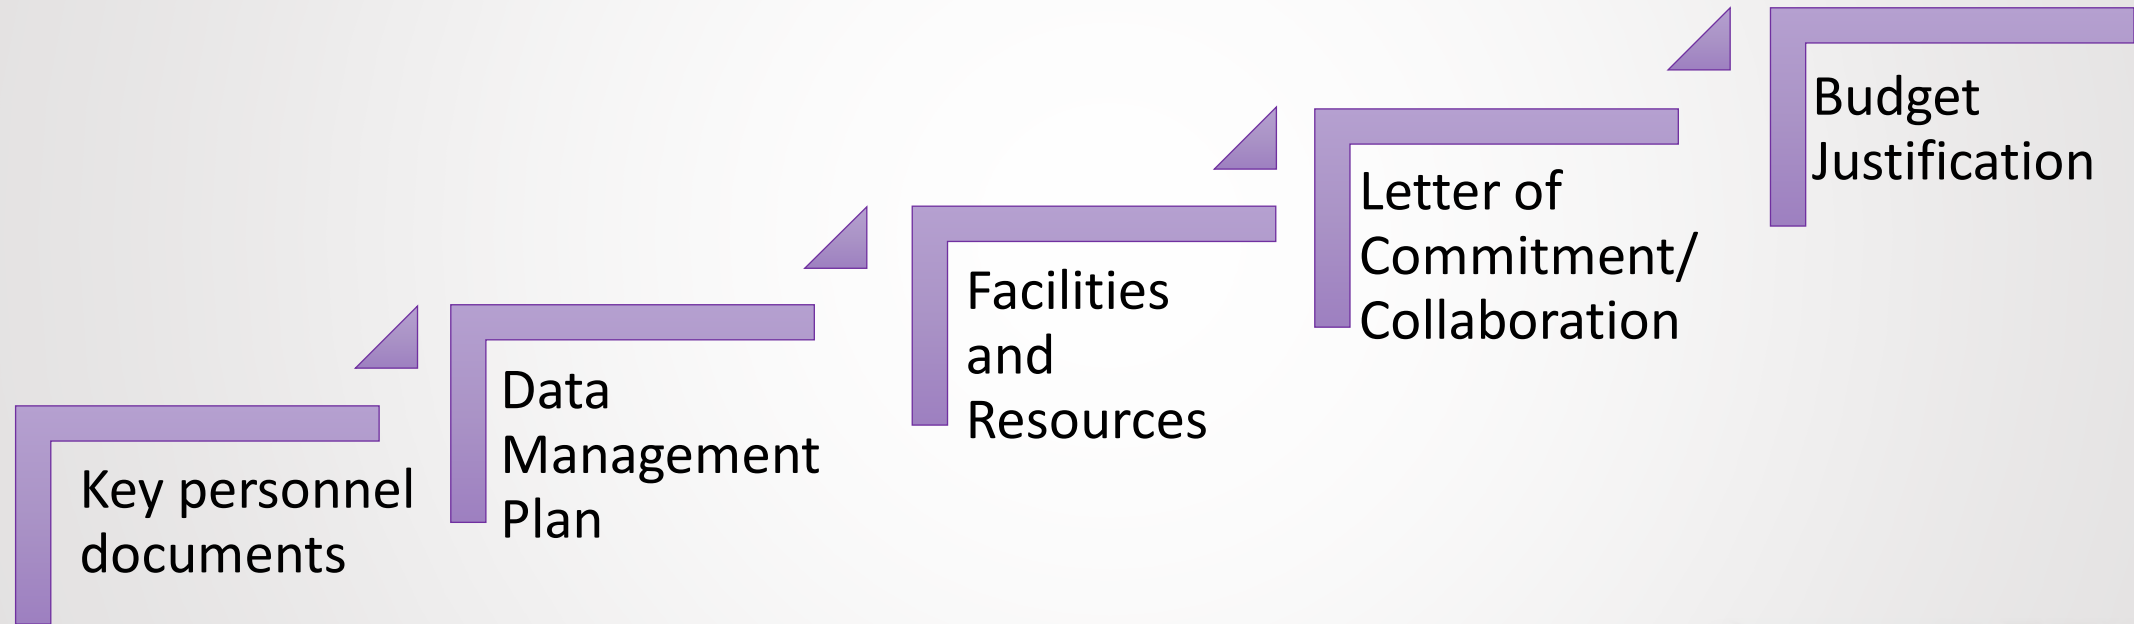 Key personnel
documents
Data
Management
Plan
Facilities
and
Resources
Letter of
Commitment/
Collaboration
Budget
Justification